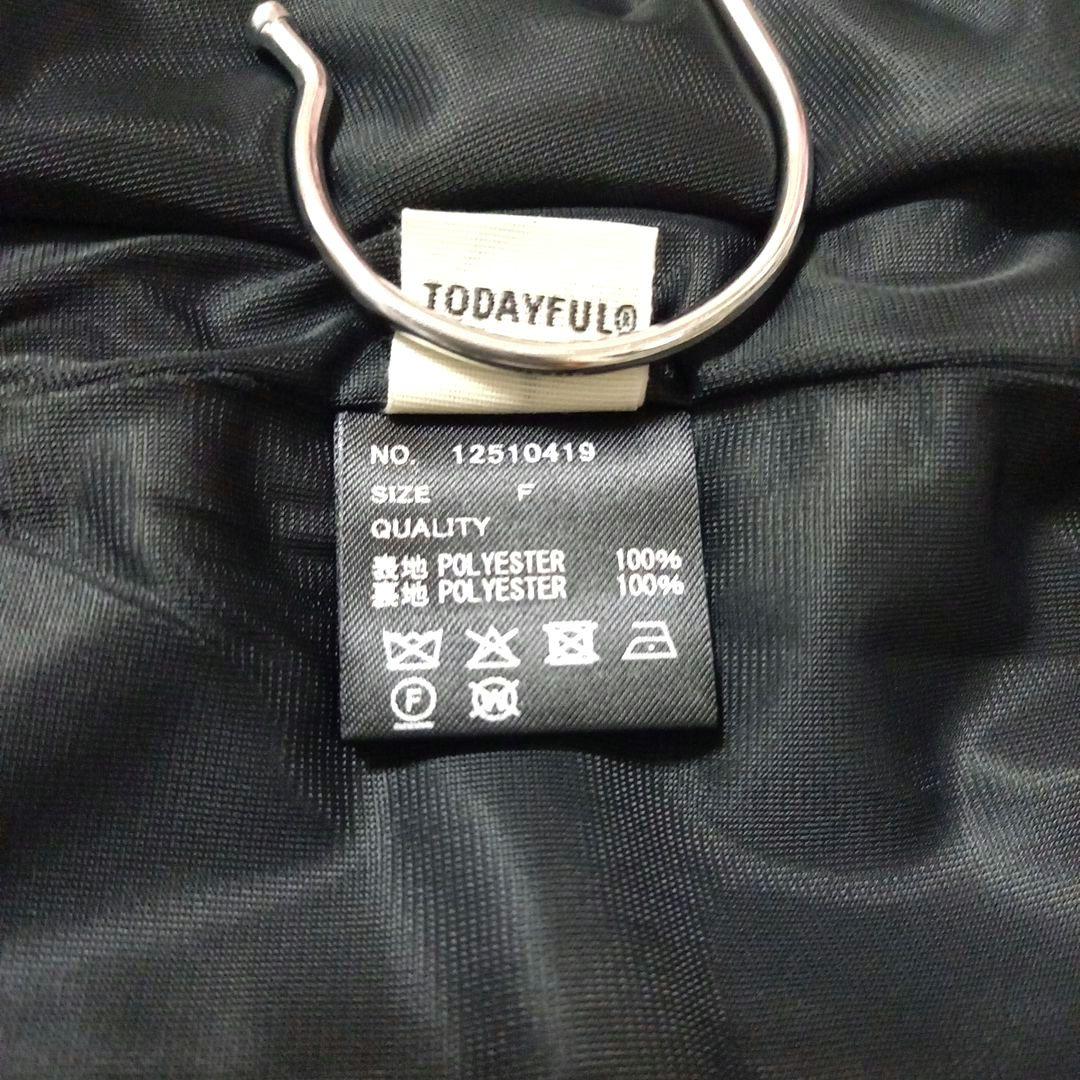 TODAYFUL®
NO. 12510419
SIZE F
QUALITY
表地 POLYESTER 100%
裏地 POLYESTER 100%
F W